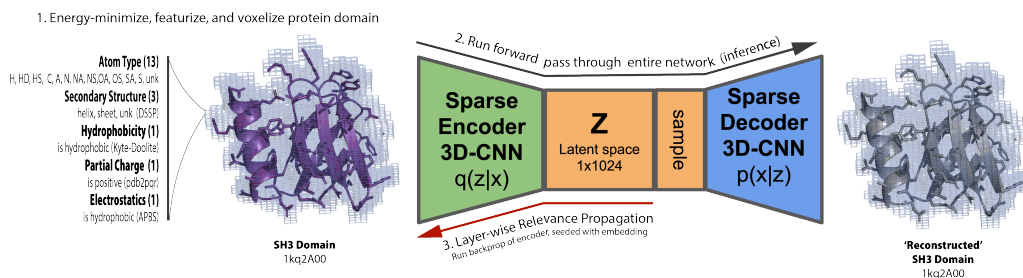 1. Energy-minimize, featurize, and voxelize protein domain
Atom Type (13)
H, HD, HS, C, A, N, NA, NS,OA, OS, SA, S, unk
Secondary Structure (3)
helix, sheet, unk (DSSP)
Hydrophobicity (1)
is hydrophobic (Kyte-Doolite)
Partial Charge (1)
is positive (pdb2pqr)
Electrostatics (1)
is hydrophobic (APBS)
SH3 Domain
1kq2A00
2. Run forward pass through entire network (inference)
Sparse
Encoder
3D-CNN
q(z|x)
Z
Latent space
1x1024
sample
Sparse
Decoder
3D-CNN
p(x|z)
3. Layer-wise Relevance Propagation
Run backprop of encoder, seeded with embedding
'Reconstructed'
SH3 Domain
1kq2A00